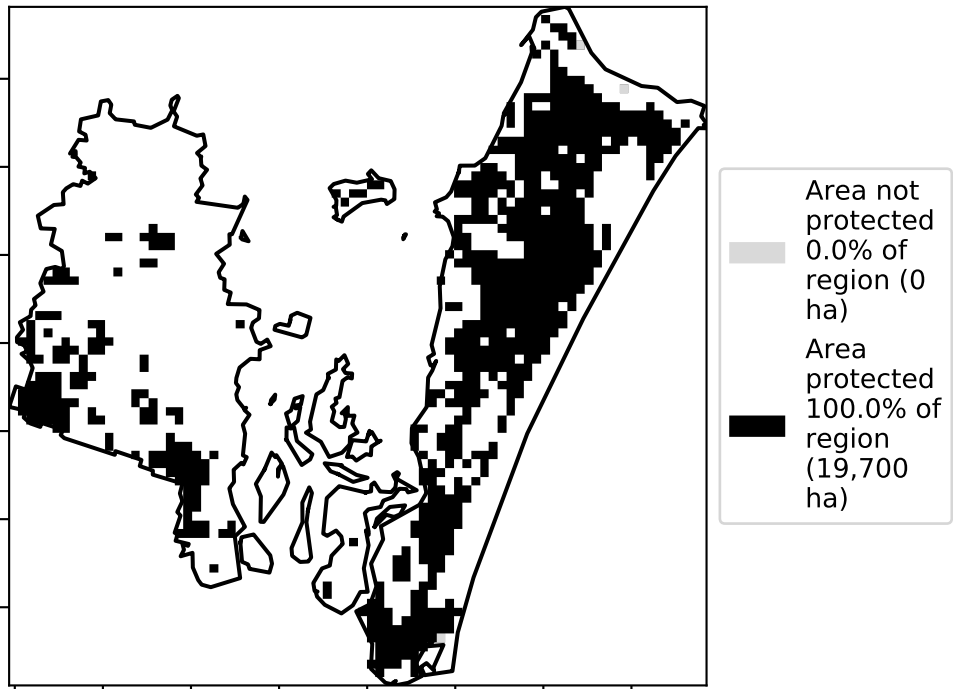 Area not
protected
0.0% of
region (0
ha)
Area
protected
100.0% of
region
(19,700
ha)